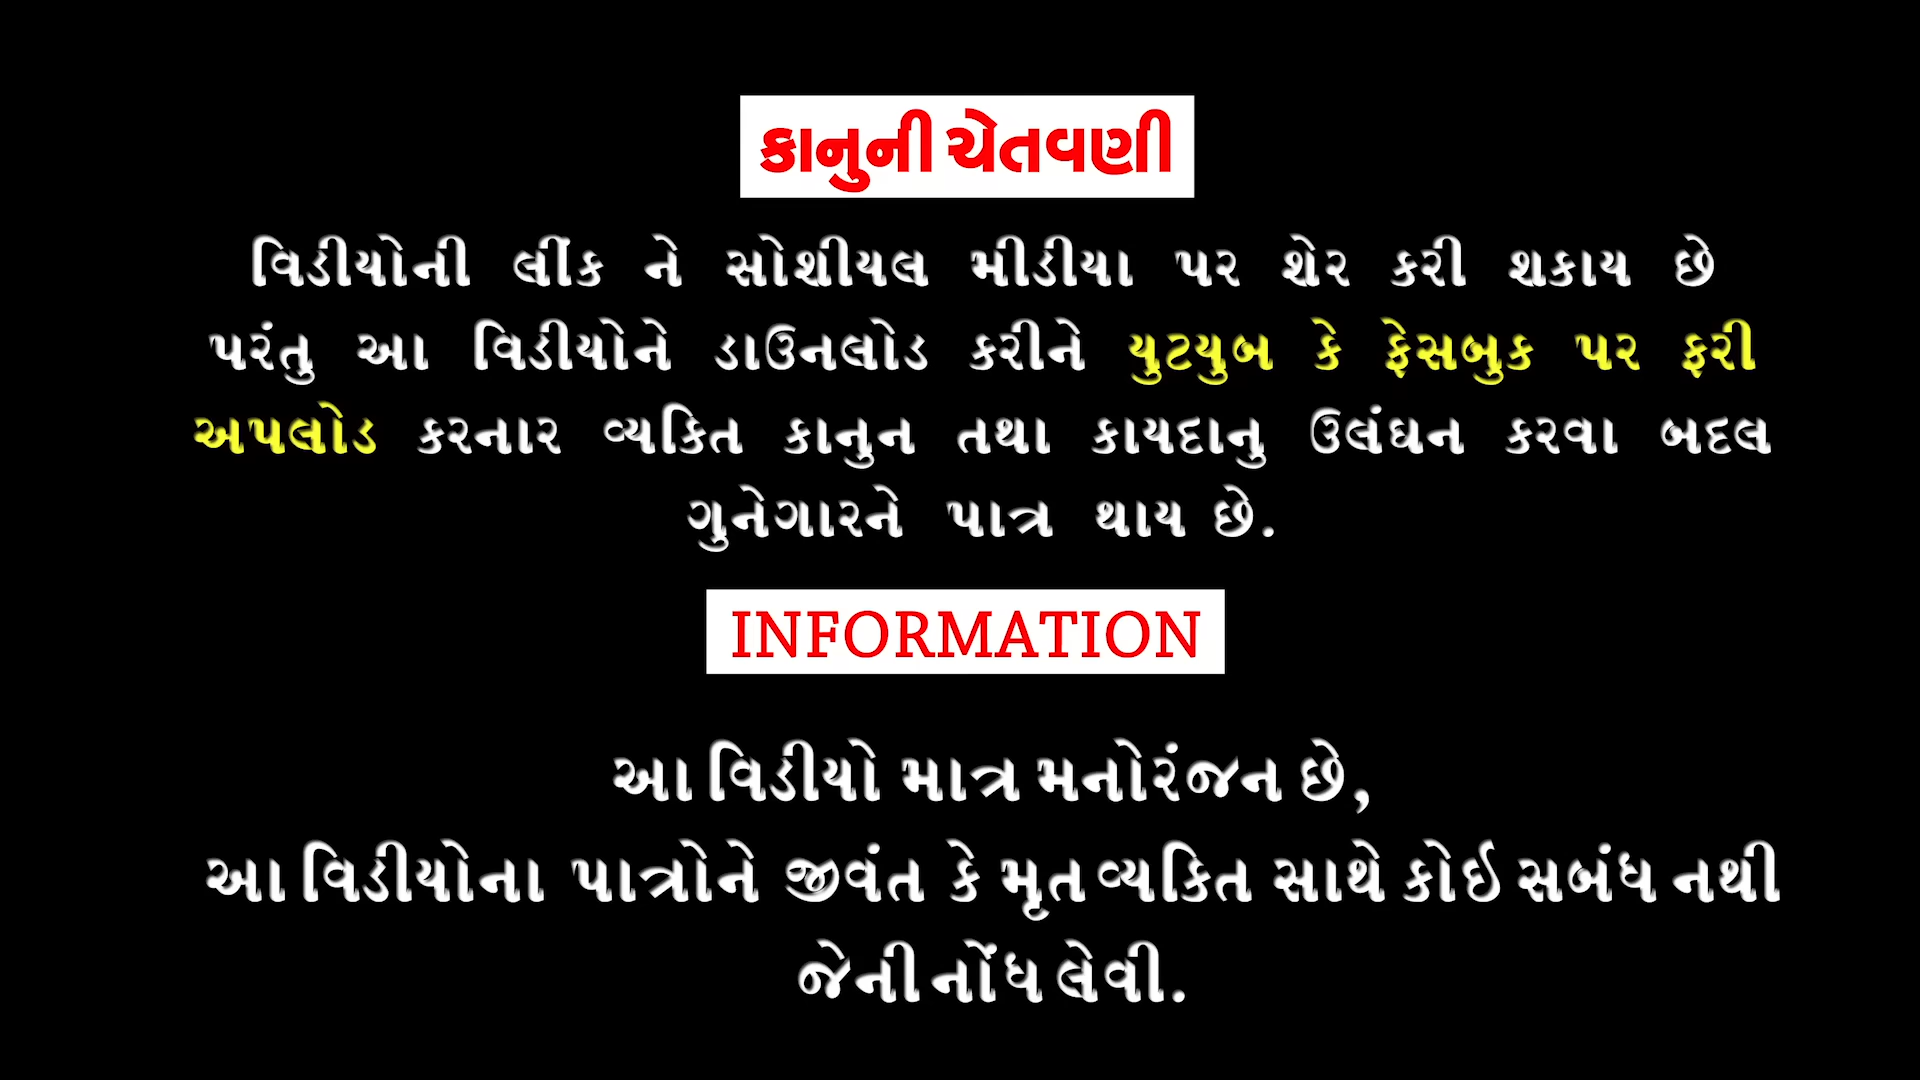 કાનુની ચેતવણી
વિડીયોની લીંક ને સોશીયલ મીડીયા પર શેર કરી શકાય છે
પરંતુ આ વિડીયોને ડાઉનલોડ કરીને યુટયુબ કે ફેસબુક પર ફરી
અપલોડ કરનાર વ્યકિત કાનુન તથા કાયદાનુ ઉલંઘન કરવા બદલ
ગુનેગારને પાત્ર થાય છે.
INFORMATION
આ વિડીયો માત્ર મનોરંજન છે,
આ વિડીયોના પાત્રોને જીવંત કે મૃત વ્યકિત સાથે કોઇ સબંધ નથી
જેની નોંધ લેવી.